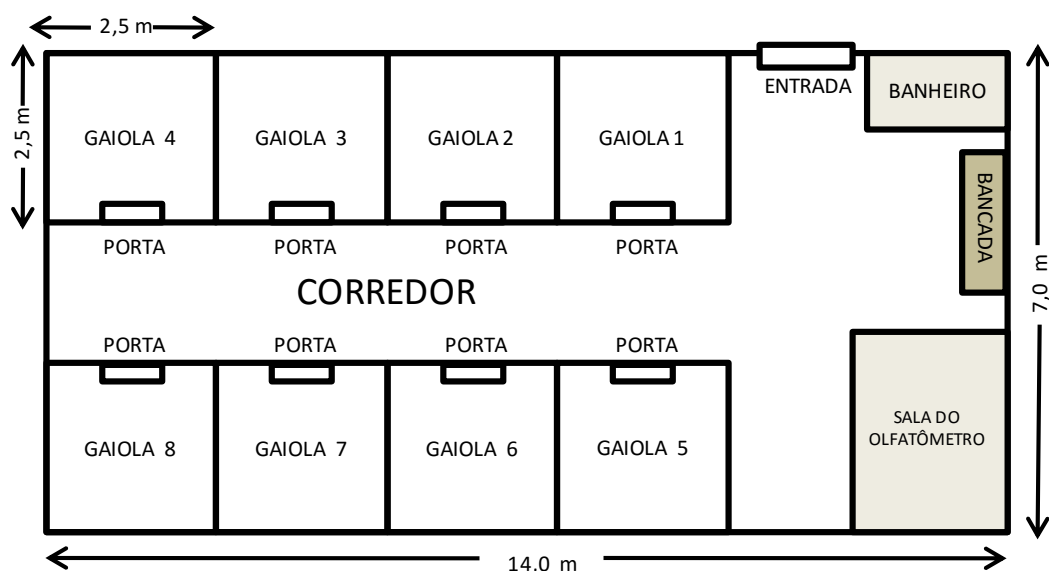 2,5 m
2,5 m
GAIOLA 4
GAIOLA 3
GAIOLA 2
GAIOLA 1
ENTRADA
BANHEIRO
BANCADA
7,0 m
PORTA
PORTA
PORTA
PORTA
CORREDOR
PORTA
PORTA
PORTA
PORTA
GAIOLA 8
GAIOLA 7
GAIOLA 6
GAIOLA 5
SALA DO
OLFATÔMETRO
14,0 m